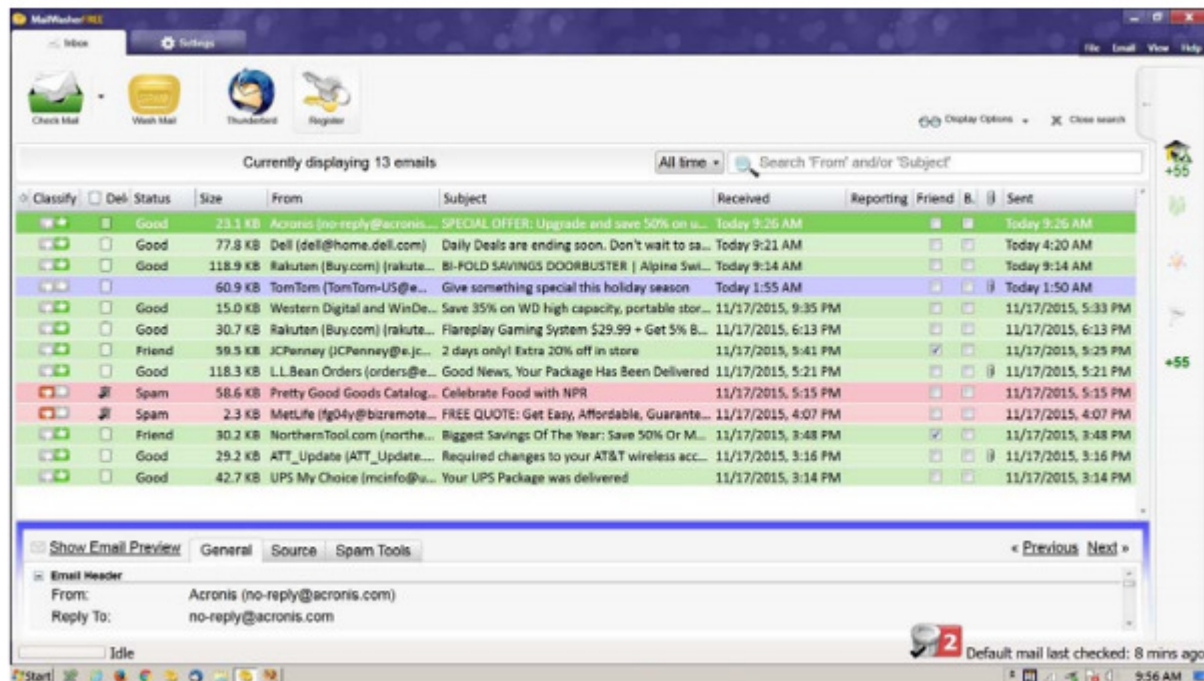 MailWasher FREE
Inbox Settings
File Email View Help
Check Mail Wash Mail Thunderbird Register
Display Options Close search
Currently displaying 13 emails All time Search 'From' and/or 'Subject'
+55
Classify Del Status Size From Subject Received Reporting Friend B. Sent
Good 23.1 KB Acronis (no-reply@acronis... SPECIAL OFFER: Upgrade and save 50% on u... Today 9:26 AM Today 9:26 AM
Good 77.8 KB Dell (dell@home.dell.com) Daily Deals are ending soon. Don't wait to sa... Today 9:21 AM Today 4:20 AM
Good 118.9 KB Rakuten (Buy.com) (rakute... BI-FOLD SAVINGS DOORBUSTER | Alpine Swi... Today 9:14 AM Today 9:14 AM
60.9 KB TomTom (TomTom-US@e... Give something special this holiday season Today 1:55 AM Today 1:50 AM
Good 15.0 KB Western Digital and WinDe... Save 35% on WD high capacity, portable stor... 11/17/2015, 9:35 PM 11/17/2015, 5:33 PM
Good 30.7 KB Rakuten (Buy.com) (rakute... Flareplay Gaming System $29.99 + Get 5% B... 11/17/2015, 6:13 PM 11/17/2015, 6:13 PM
Friend 59.5 KB JCPenney (JCPenney@e.jc... 2 days only! Extra 20% off in store 11/17/2015, 5:41 PM 11/17/2015, 5:25 PM
+55
Good 118.3 KB L.L.Bean Orders (orders@e... Good News, Your Package Has Been Delivered 11/17/2015, 5:21 PM 11/17/2015, 5:21 PM
Spam 58.6 KB Pretty Good Goods Catalog... Celebrate Food with NPR 11/17/2015, 5:15 PM 11/17/2015, 5:15 PM
Spam 2.3 KB MetLife (fg04y@bizremote... FREE QUOTE: Get Easy, Affordable, Guarante... 11/17/2015, 4:07 PM 11/17/2015, 4:07 PM
Friend 30.2 KB NorthernTool.com (northe... Biggest Savings Of The Year: Save 50% Or M... 11/17/2015, 3:48 PM 11/17/2015, 3:48 PM
Good 29.2 KB ATT_Update (ATT_Update.... Required changes to your AT&T wireless acc... 11/17/2015, 3:16 PM 11/17/2015, 3:16 PM
Good 42.7 KB UPS My Choice (mcinfo@u... Your UPS Package was delivered 11/17/2015, 3:14 PM 11/17/2015, 3:14 PM
Show Email Preview General Source Spam Tools « Previous Next »
Email Header
From: Acronis (no-reply@acronis.com)
Reply To: no-reply@acronis.com
Idle 2 Default mail last checked: 8 mins ago
Start 9:56 AM